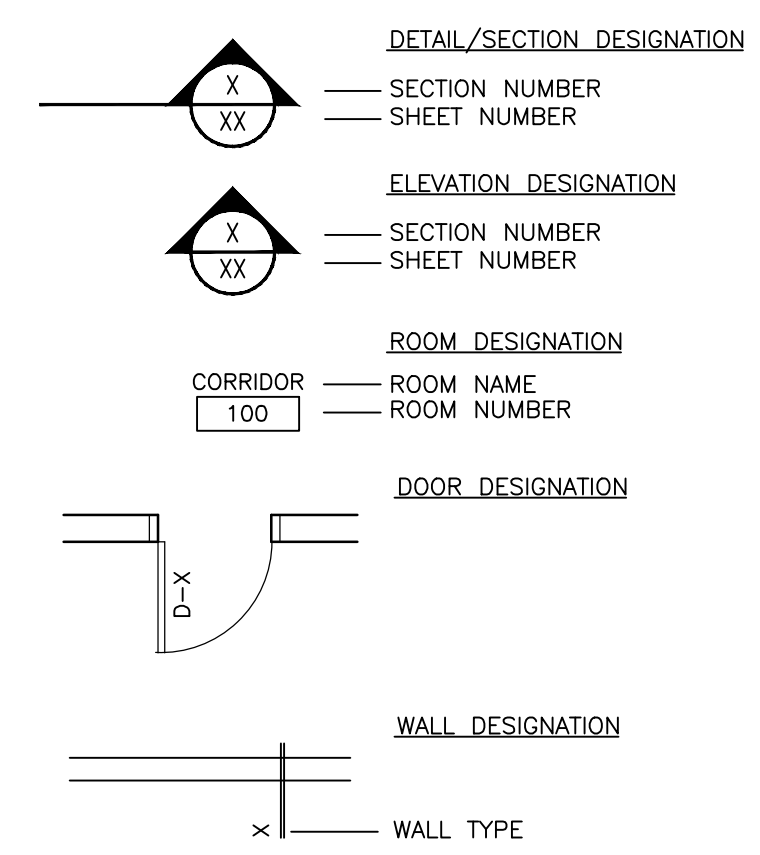 DETAIL/SECTION DESIGNATION
X
SECTION NUMBER
XX
SHEET NUMBER
ELEVATION DESIGNATION
X
SECTION NUMBER
XX
SHEET NUMBER
ROOM DESIGNATION
CORRIDOR
ROOM NAME
100
ROOM NUMBER
DOOR DESIGNATION
D-X
WALL DESIGNATION
X
WALL TYPE